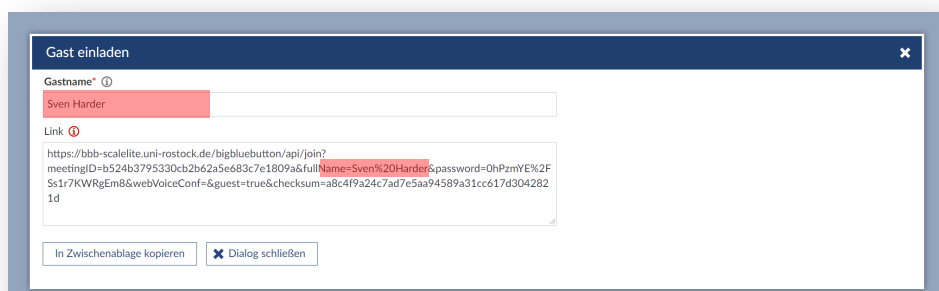 Gast einladen
Gastname*
Sven Harder
Link
https://bbb-scalelite.uni-rostock.de/bigbluebutton/api/join?
meetingID=b524b3795330cb2b62a5e683c7e1809a&fullName=Sven%20Harder&password=0hPzmYE%2F
Ss1r7KWRgEm8&webVoiceConf=&guest=true&checksum=a8c4f9a24c7ad7e5aa94589a31cc617d304282
1d
In Zwischenablage kopieren
Dialog schließen